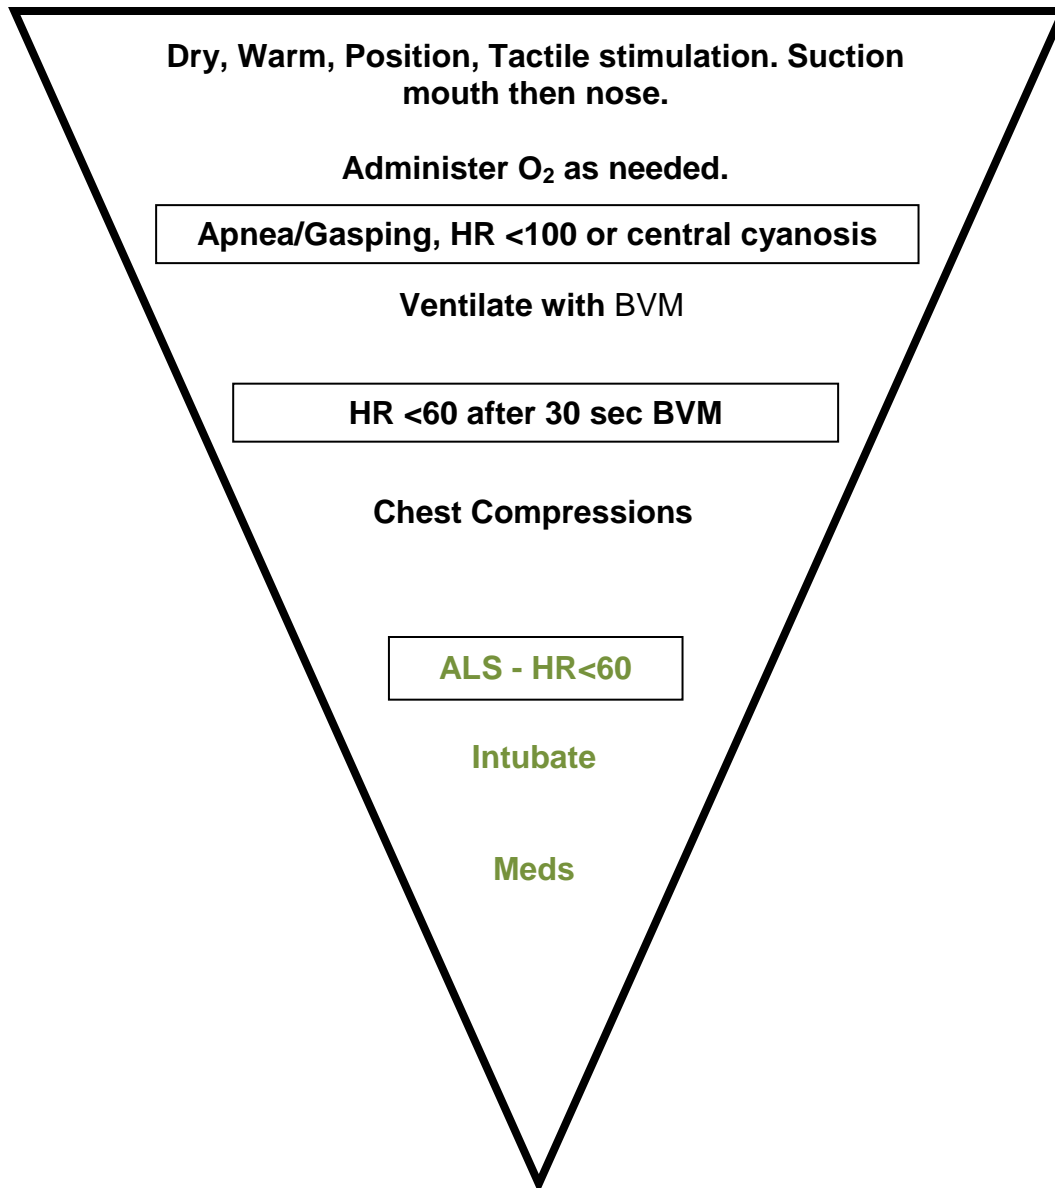 Dry, Warm, Position, Tactile stimulation. Suction
mouth then nose.
Administer O₂ as needed.
Apnea/Gasping, HR <100 or central cyanosis
Ventilate with BVM
HR <60 after 30 sec BVM
Chest Compressions
ALS - HR<60
Intubate
Meds